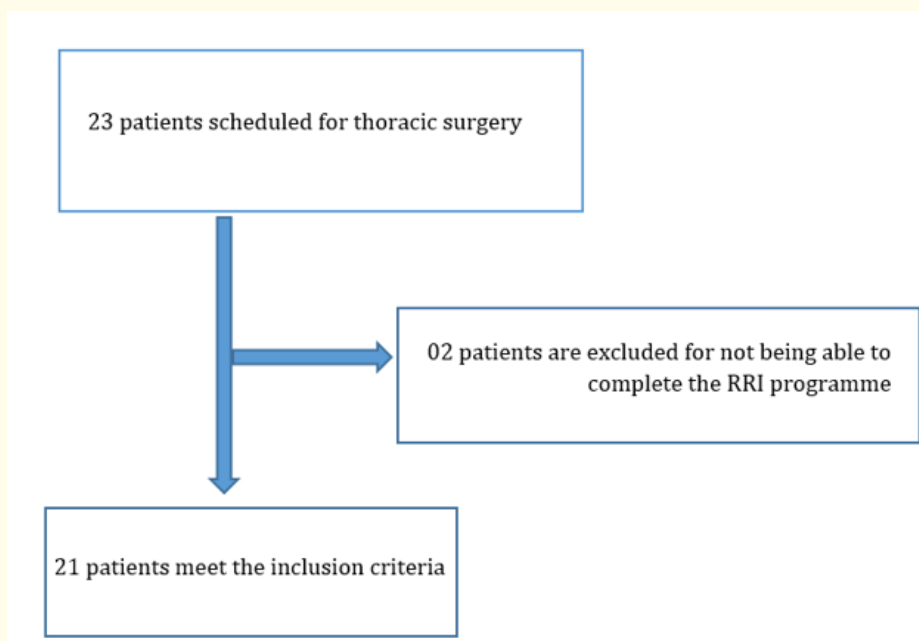 23 patients scheduled for thoracic surgery
02 patients are excluded for not being able to
complete the RRI programme
21 patients meet the inclusion criteria